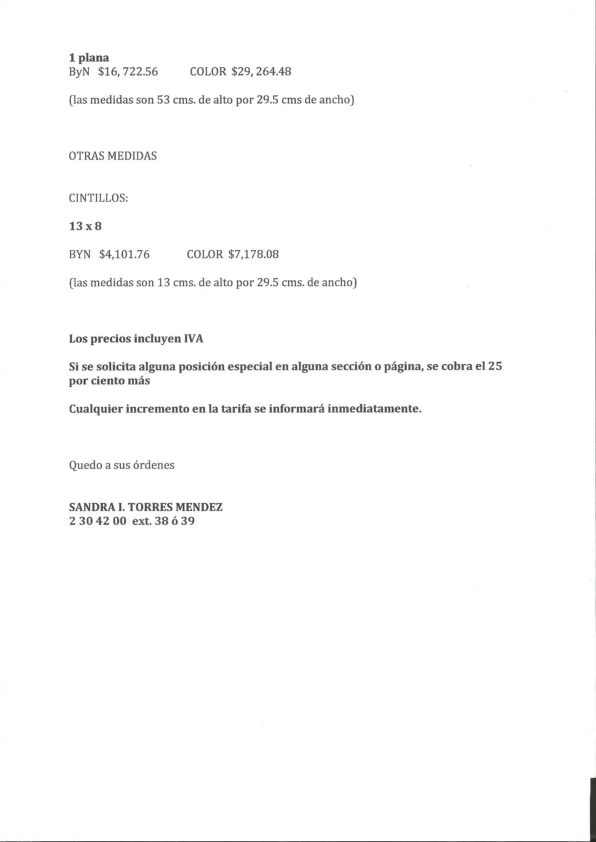 1 plana
ByN $16, 722.56 COLOR $29, 264.48
(las medidas son 53 cms. de alto por 29.5 cms de ancho)
OTRAS MEDIDAS
CINTILLOS:
13 x 8
BYN $4,101.76 COLOR $7,178.08
(las medidas son 13 cms. de alto por 29.5 cms. de ancho)
Los precios incluyen IVA
Si se solicita alguna posición especial en alguna sección o página, se cobra el 25
por ciento más
Cualquier incremento en la tarifa se informará inmediatamente.
Quedo a sus órdenes
SANDRA I. TORRES MENDEZ
2 30 42 00 ext. 38 ó 39